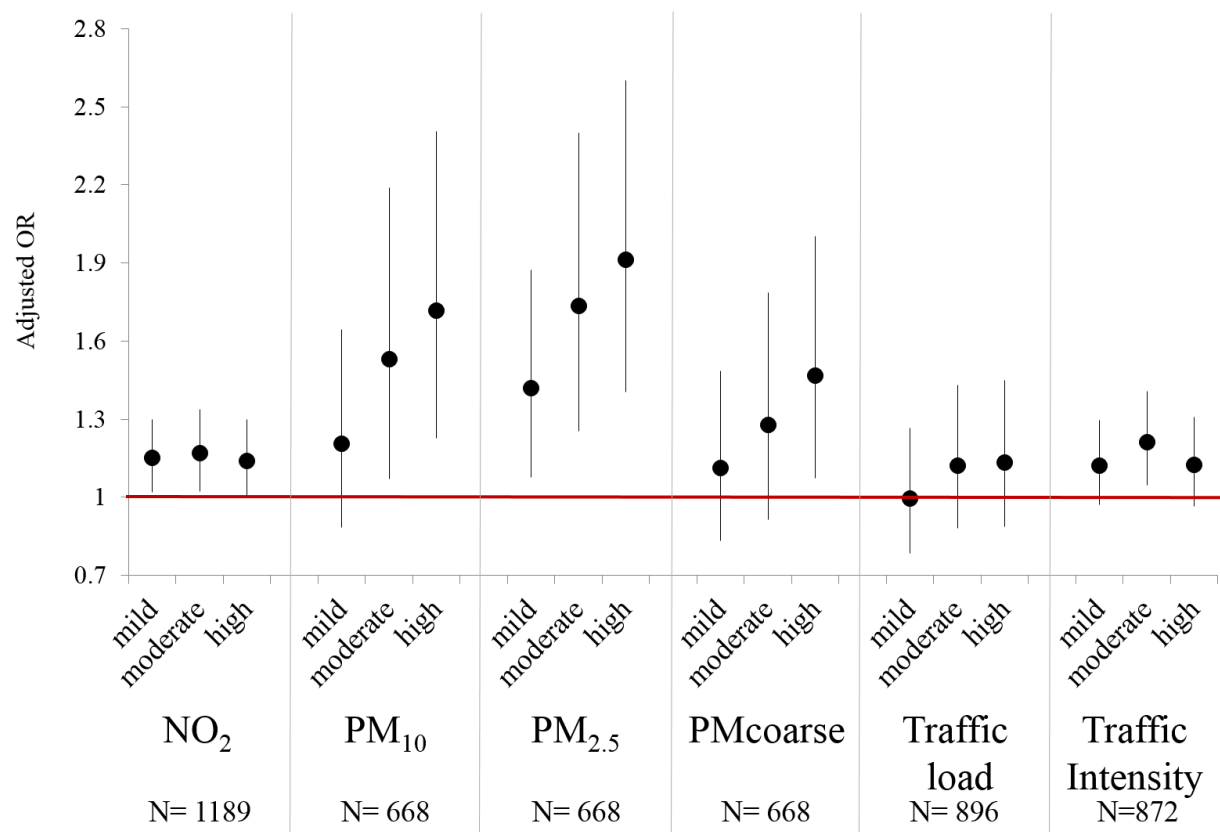 2.8
2.5
2.2
1.9
1.6
1.3
1
0.7
Adjusted OR
mild moderate high mild moderate high mild moderate high mild moderate high mild moderate high mild moderate high
NO₂ PM₁₀ PM₂.₅ PMcoarse Traffic Traffic
load Intensity
N= 1189 N= 668 N= 668 N= 668 N= 896 N=872